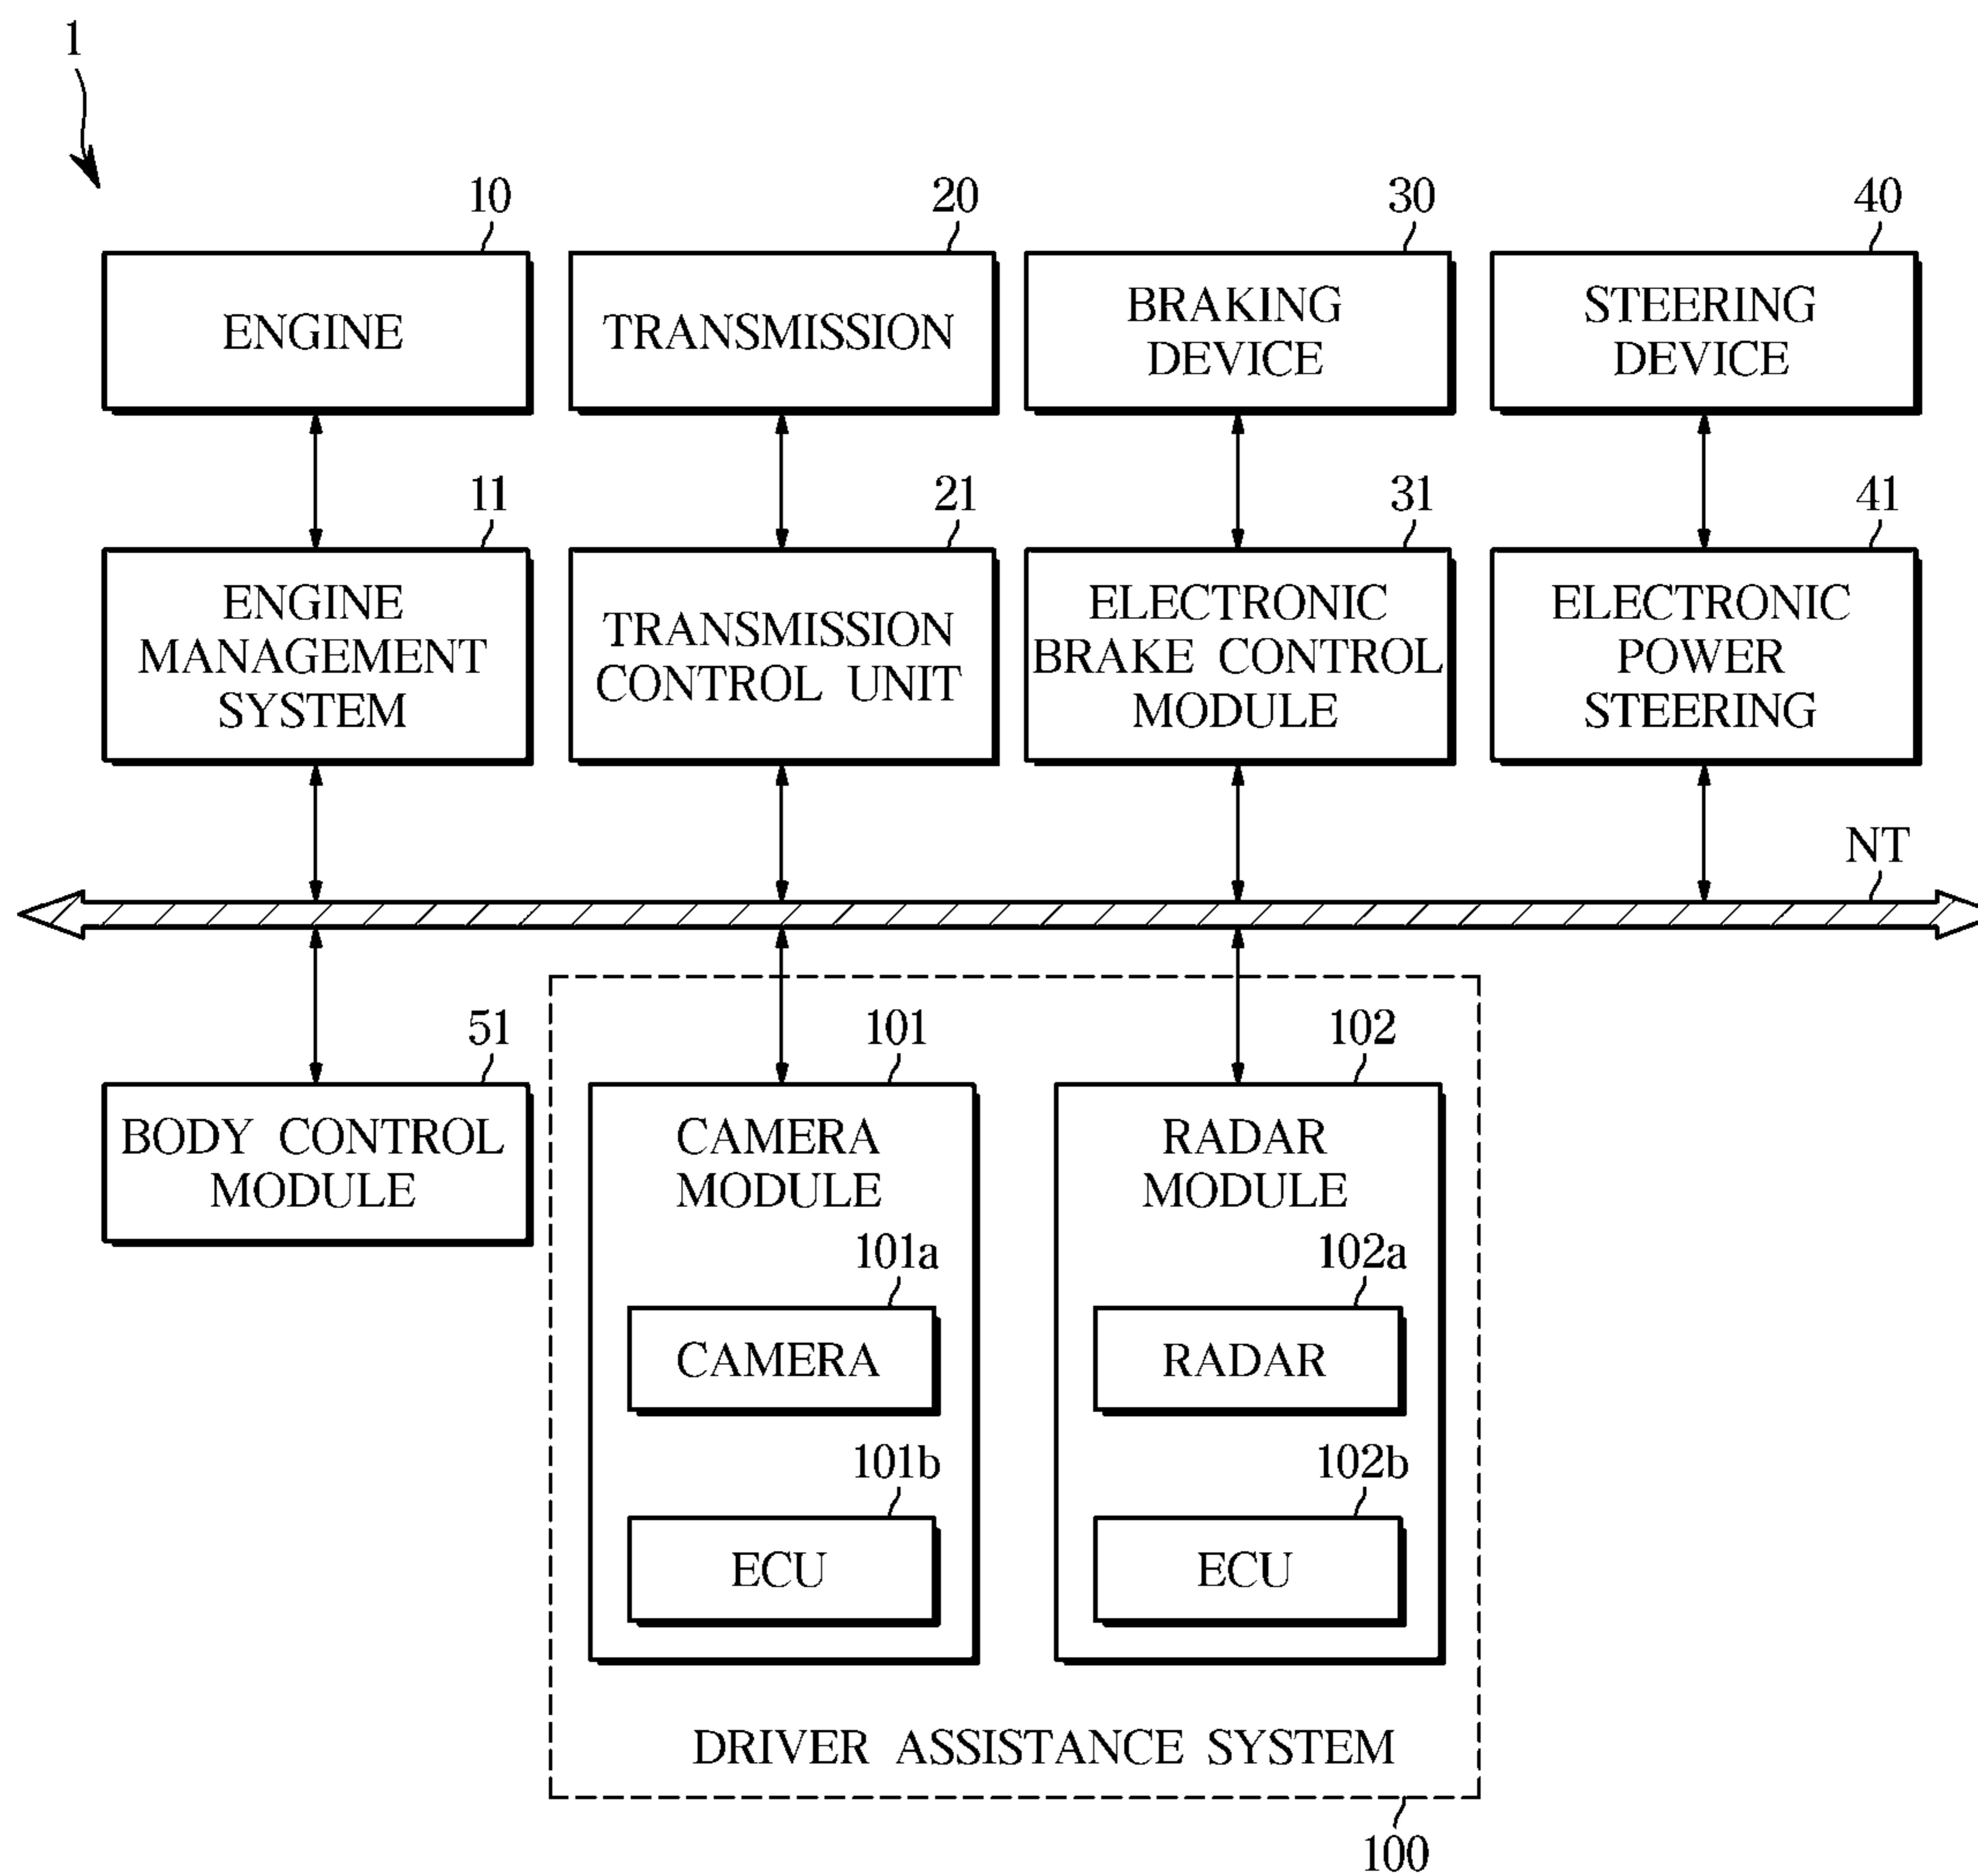 1
10
20
30
40
ENGINE
TRANSMISSION
BRAKING
DEVICE
STEERING
DEVICE
11
21
31
41
ENGINE
MANAGEMENT
SYSTEM
TRANSMISSION
CONTROL UNIT
ELECTRONIC
BRAKE CONTROL
MODULE
ELECTRONIC
POWER
STEERING
NT
51
101
102
BODY CONTROL
MODULE
CAMERA
MODULE
RADAR
MODULE
101a
102a
CAMERA
RADAR
101b
102b
ECU
ECU
DRIVER ASSISTANCE SYSTEM
100